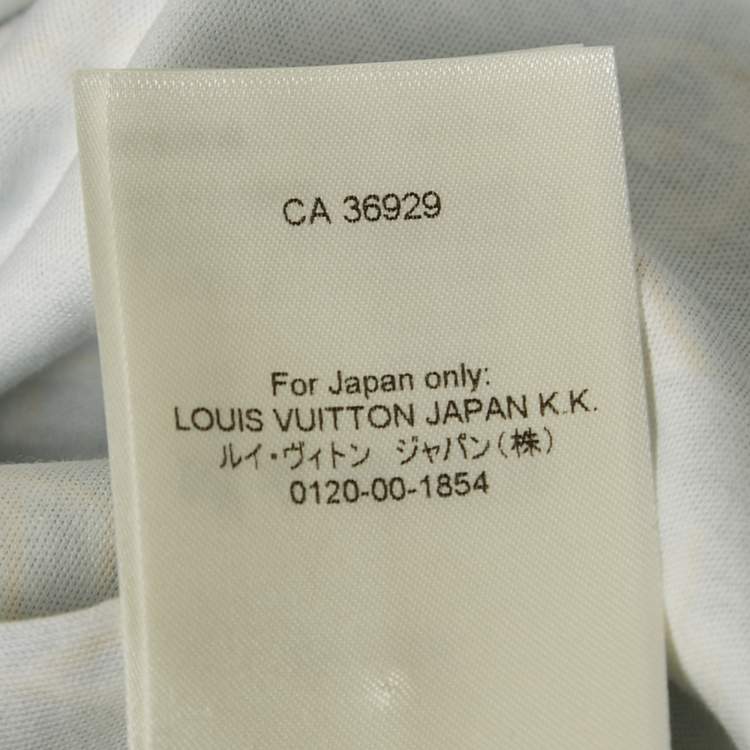 CA 36929
For Japan only:
LOUIS VUITTON JAPAN K.K.
ルイ・ヴィトン ジャパン(株)
0120-00-1854